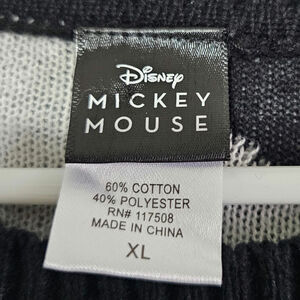 Disney
MICKEY
MOUSE
60% COTTON
40% POLYESTER
RN# 117508
MADE IN CHINA
XL